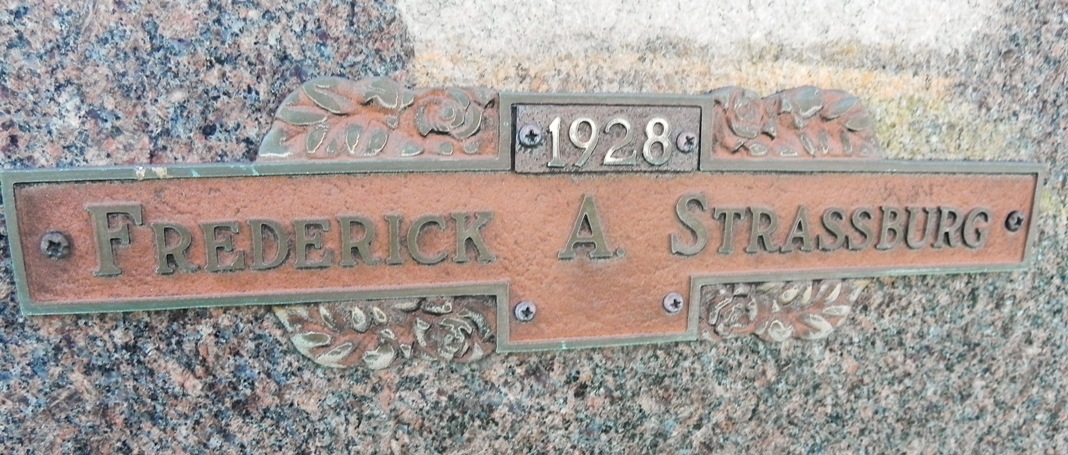 1928
FREDERICK A. STRASSBURG